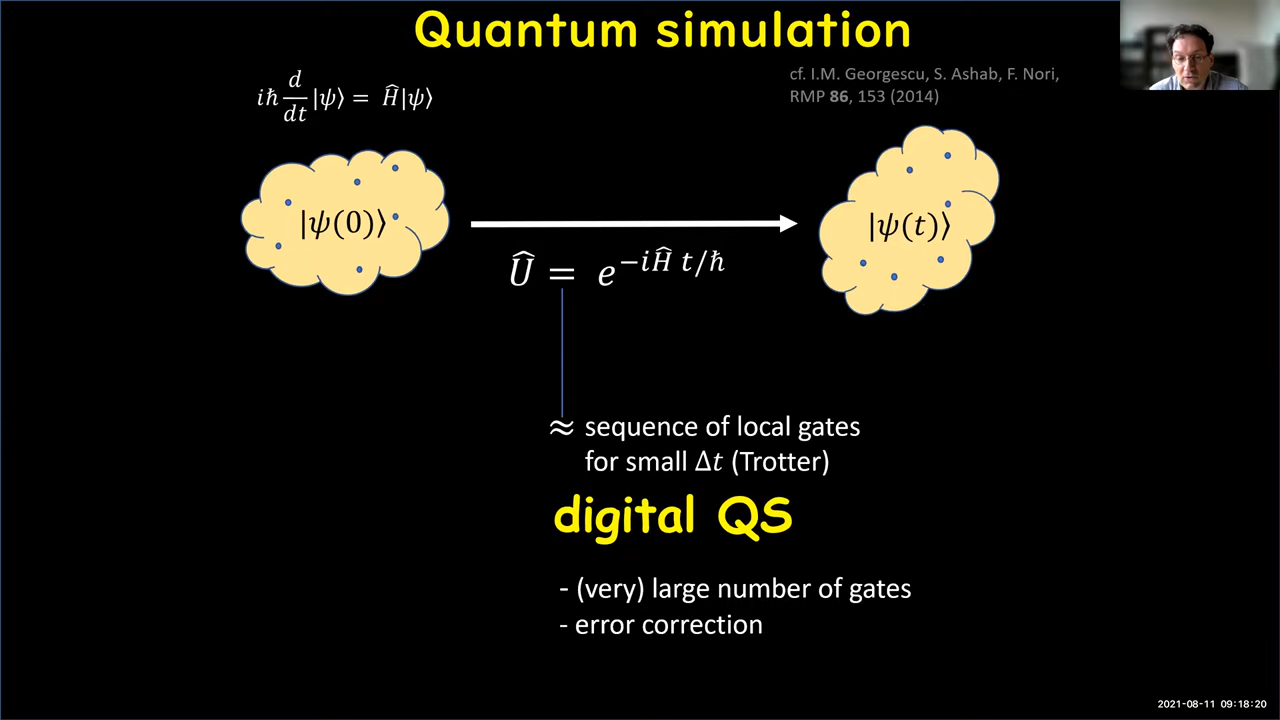 Quantum simulation
cf. I.M. Georgescu, S. Ashab, F. Nori,
RMP 86, 153 (2014)
iħ d/dt |ψ⟩ = Ĥ|ψ⟩
|ψ(0)⟩
|ψ(t)⟩
Û = e^{−iĤ t/ħ}
≈ sequence of local gates
for small Δt (Trotter)
digital QS
- (very) large number of gates
- error correction
2021-08-11 09:18:20